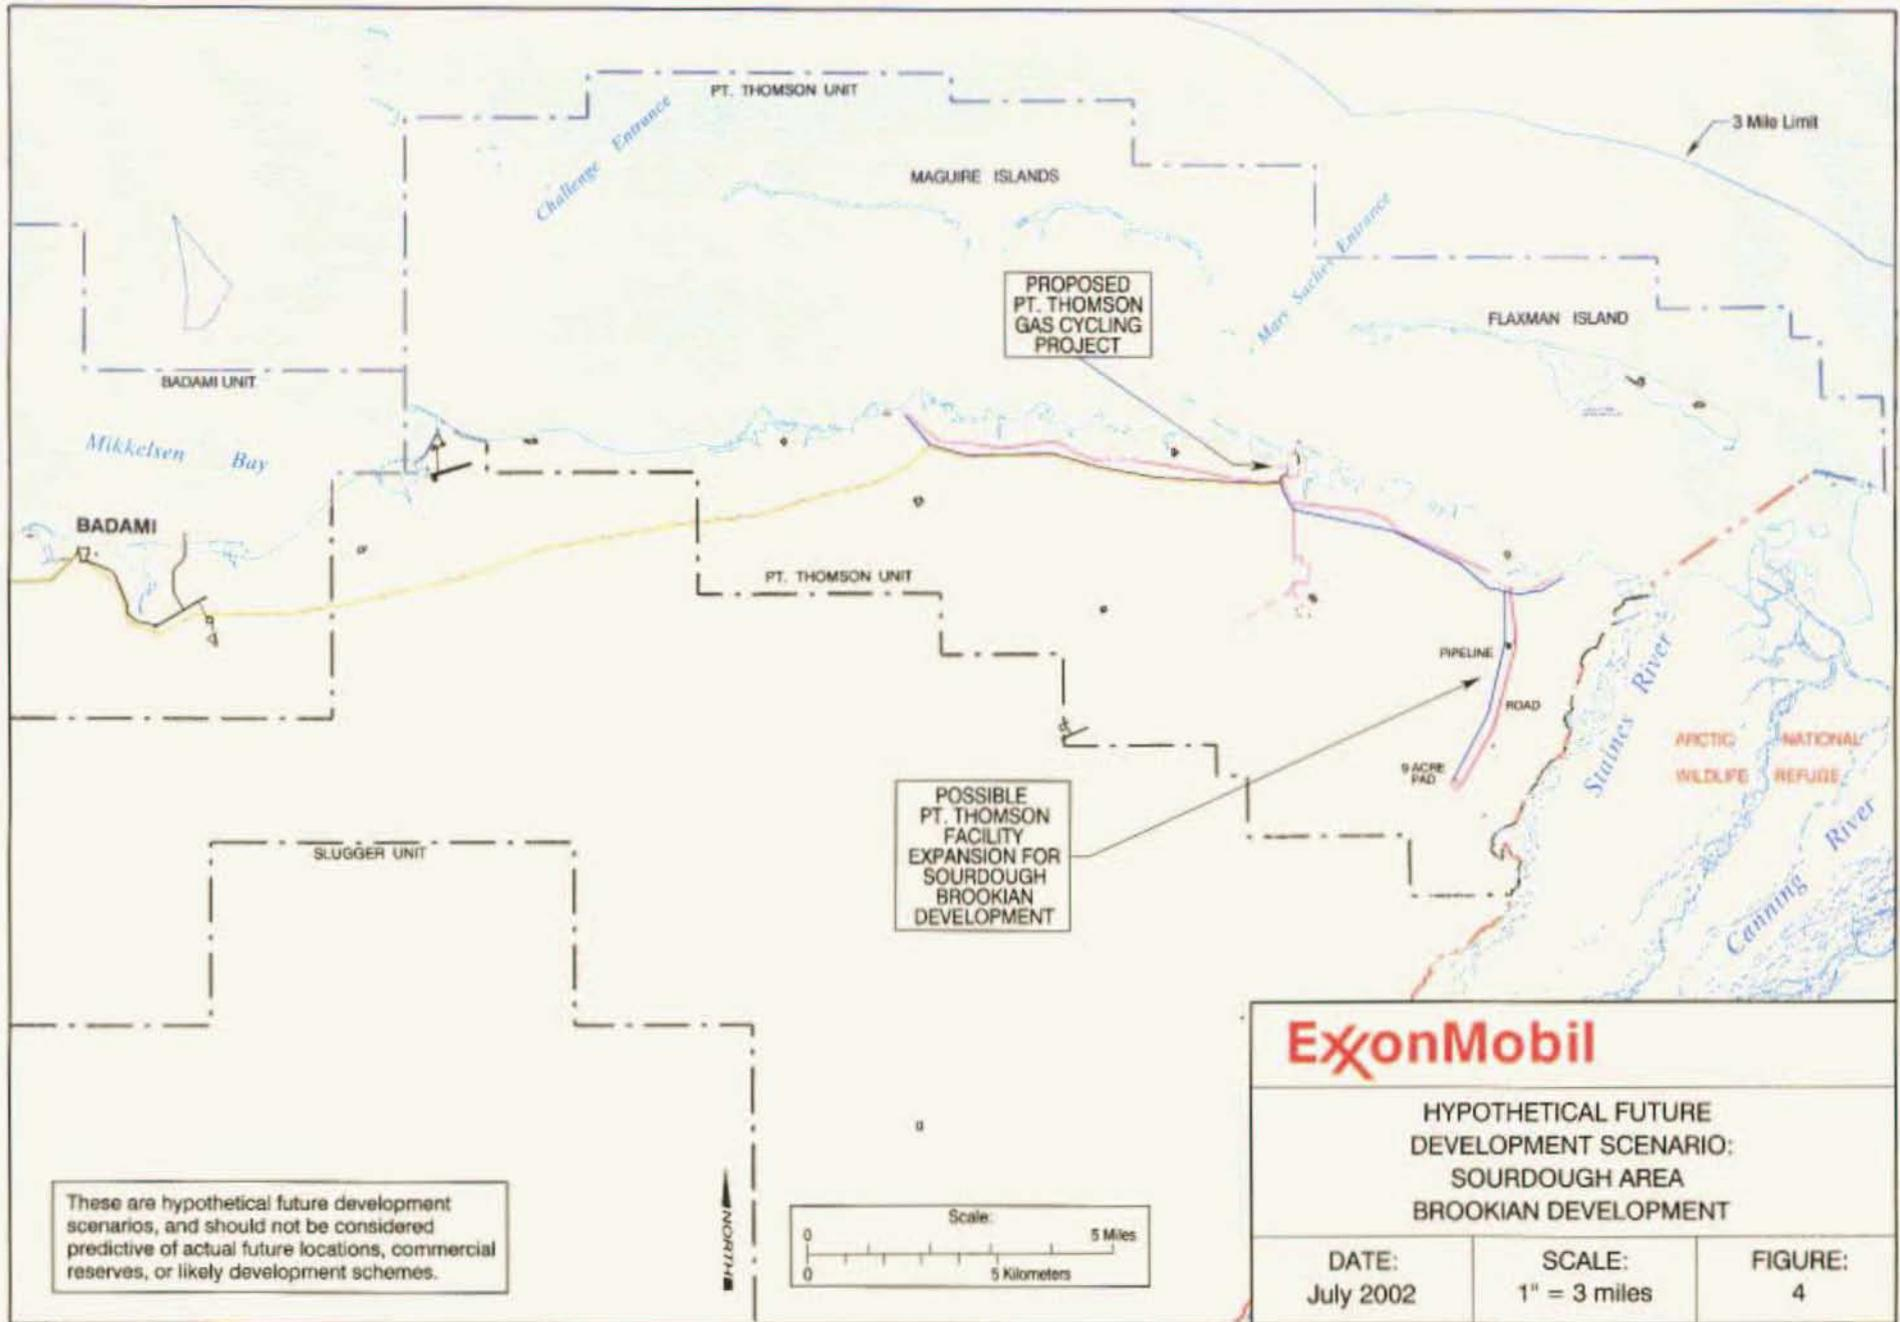 PT. THOMSON UNIT
3 Mile Limit
Challenge Entrance
MAGUIRE ISLANDS
Mary Sachs Entrance
PROPOSED
PT. THOMSON
GAS CYCLING
PROJECT
FLAXMAN ISLAND
BADAMI UNIT
Mikkelsen Bay
BADAMI
PT. THOMSON UNIT
PIPELINE
ROAD
9 ACRE
PAD
Staines River
ARCTIC NATIONAL
WILDLIFE REFUGE
Canning River
POSSIBLE
PT. THOMSON
FACILITY
EXPANSION FOR
SOURDOUGH
BROOKIAN
DEVELOPMENT
SLUGGER UNIT
ExxonMobil
HYPOTHETICAL FUTURE
DEVELOPMENT SCENARIO:
SOURDOUGH AREA
BROOKIAN DEVELOPMENT
DATE:
July 2002
SCALE:
1" = 3 miles
FIGURE:
4
These are hypothetical future development
scenarios, and should not be considered
predictive of actual future locations, commercial
reserves, or likely development schemes.
NORTH
Scale:
0 5 Miles
0 5 Kilometers